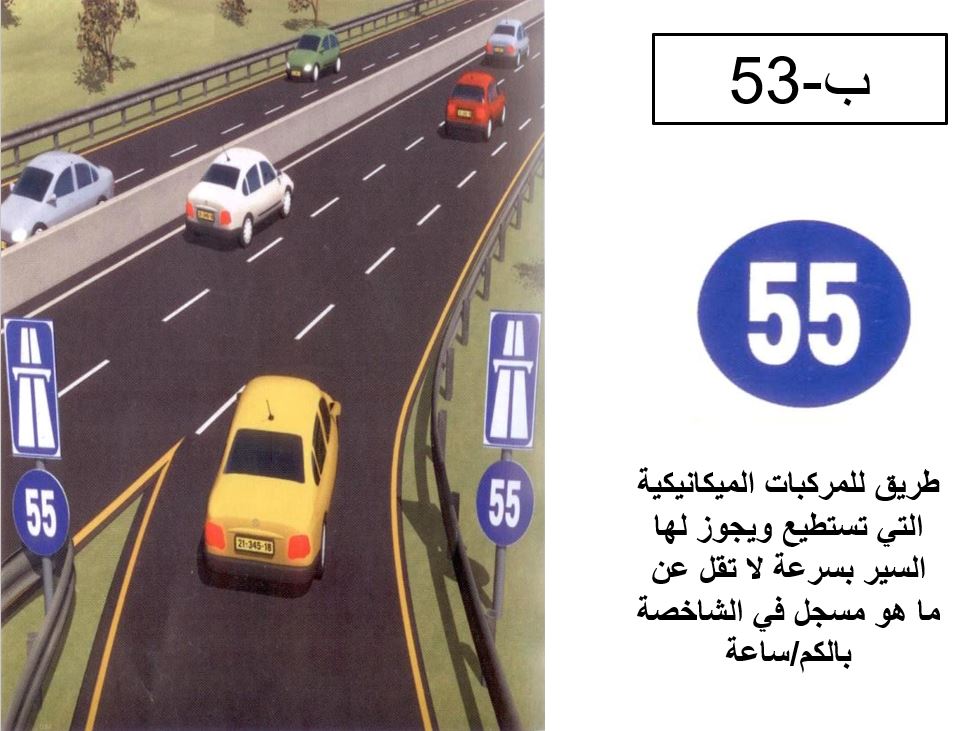 ب-53
55
طريق للمركبات الميكانيكية
التي تستطيع ويجوز لها
السير بسرعة لا تقل عن
ما هو مسجل في الشاخصة
بالكم/ساعة
55
55
21-345-18